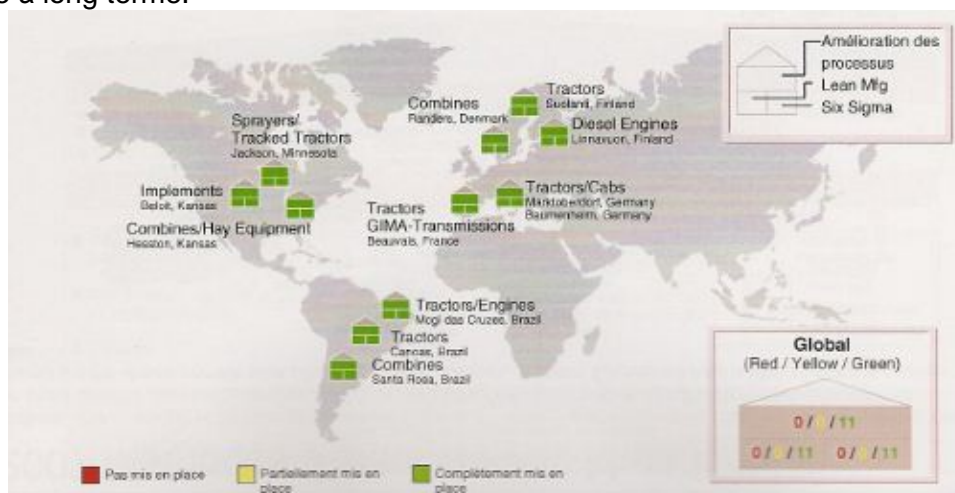 e a long terme.
Amélioration des
processus
Lean Mfg
Six Sigma
Tractors
Suolahti, Finland
Combines
Randers, Denmark
Diesel Engines
Linnavuori, Finland
Sprayers/
Tracked Tractors
Jackson, Minnesota
Implements
Beloit, Kansas
Combines/Hay Equipment
Hesston, Kansas
Tractors/Cabs
Marktoberdorf, Germany
Baumenheim, Germany
Tractors
GIMA-Transmissions
Beauvais, France
Tractors/Engines
Mogi das Cruzes, Brazil
Tractors
Canoas, Brazil
Combines
Santa Rosa, Brazil
Global
(Red / Yellow / Green)
0 / 0 / 11
0 / 0 / 11 0 / 0 / 11
Pas mis en place
Partiellement mis en
place
Complètement mis en
place